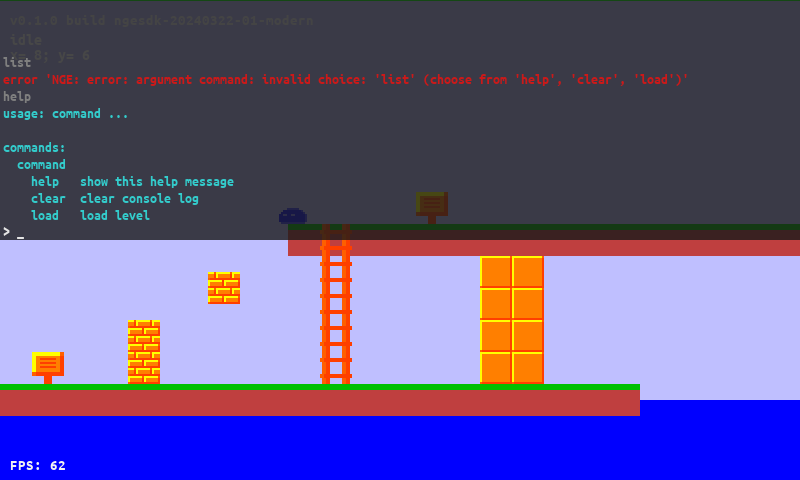 v0.1.0 build ngesdk-20240322-01-modern
idle
x= 8; y= 6
list
error 'NGE: error: argument command: invalid choice: 'list' (choose from 'help', 'clear', 'load')'
help
usage: command ...
commands:
command
help show this help message
clear clear console log
load load level
> _
FPS: 62